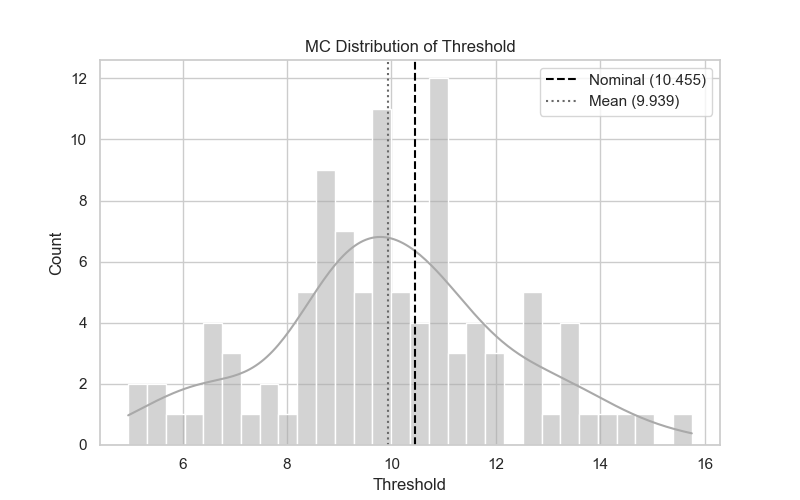 MC Distribution of Threshold
Nominal (10.455)
Mean (9.939)
12
10
8
6
4
2
0
Count
6
8
10
12
14
16
Threshold